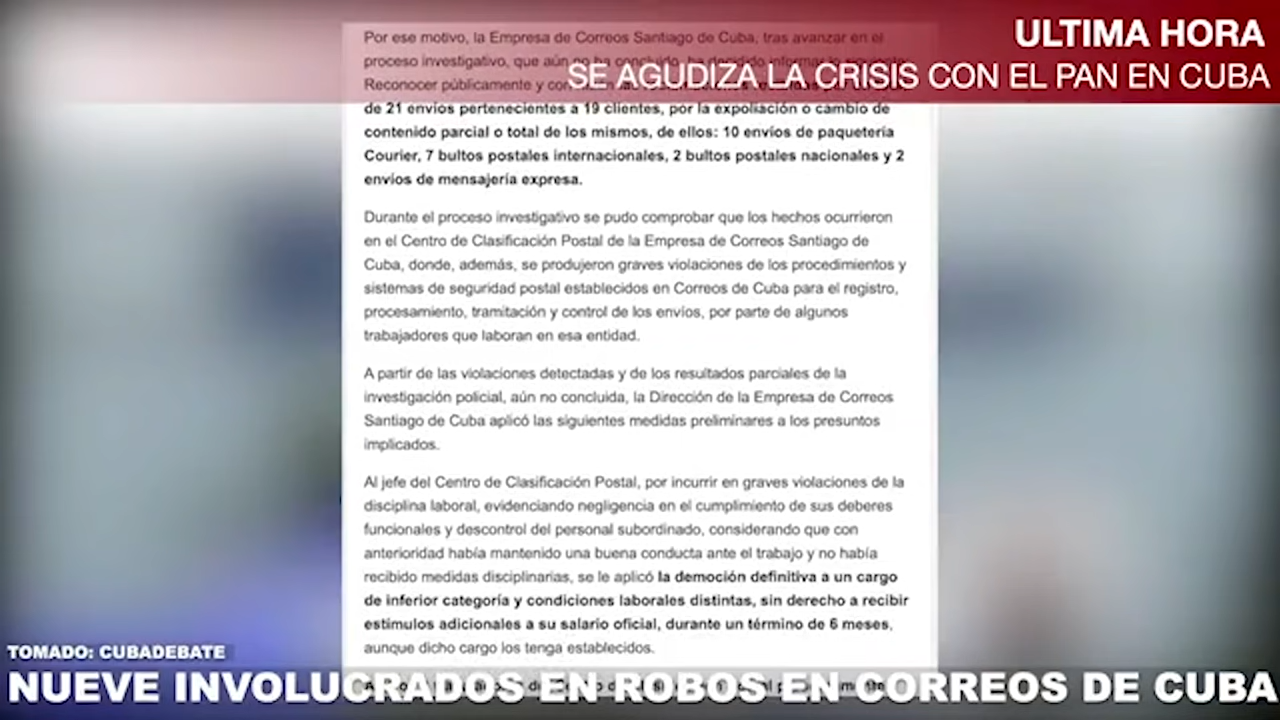 ULTIMA HORA
SE AGUDIZA LA CRISIS CON EL PAN EN CUBA
Por ese motivo, la Empresa de Correos Santiago de Cuba, tras avanzar en el
proceso investigativo, que aún no ha concluido, ha decidido informar
Reconocer públicamente y
de 21 envíos pertenecientes a 19 clientes, por la expoliación o cambio de
contenido parcial o total de los mismos, de ellos: 10 envíos de paquetería
Courier, 7 bultos postales internacionales, 2 bultos postales nacionales y 2
envíos de mensajería expresa.
Durante el proceso investigativo se pudo comprobar que los hechos ocurrieron
en el Centro de Clasificación Postal de la Empresa de Correos Santiago de
Cuba, donde, además, se produjeron graves violaciones de los procedimientos y
sistemas de seguridad postal establecidos en Correos de Cuba para el registro,
procesamiento, tramitación y control de los envíos, por parte de algunos
trabajadores que laboran en esa entidad.
A partir de las violaciones detectadas y de los resultados parciales de la
investigación policial, aún no concluida, la Dirección de la Empresa de Correos
Santiago de Cuba aplicó las siguientes medidas preliminares a los presuntos
implicados.
Al jefe del Centro de Clasificación Postal, por incurrir en graves violaciones de la
disciplina laboral, evidenciando negligencia en el cumplimiento de sus deberes
funcionales y descontrol del personal subordinado, considerando que con
anterioridad había mantenido una buena conducta ante el trabajo y no había
recibido medidas disciplinarias, se le aplicó la democión definitiva a un cargo
de inferior categoría y condiciones laborales distintas, sin derecho a recibir
estímulos adicionales a su salario oficial, durante un término de 6 meses,
aunque dicho cargo los tenga establecidos.
TOMADO: CUBADEBATE
NUEVE INVOLUCRADOS EN ROBOS EN CORREOS DE CUBA